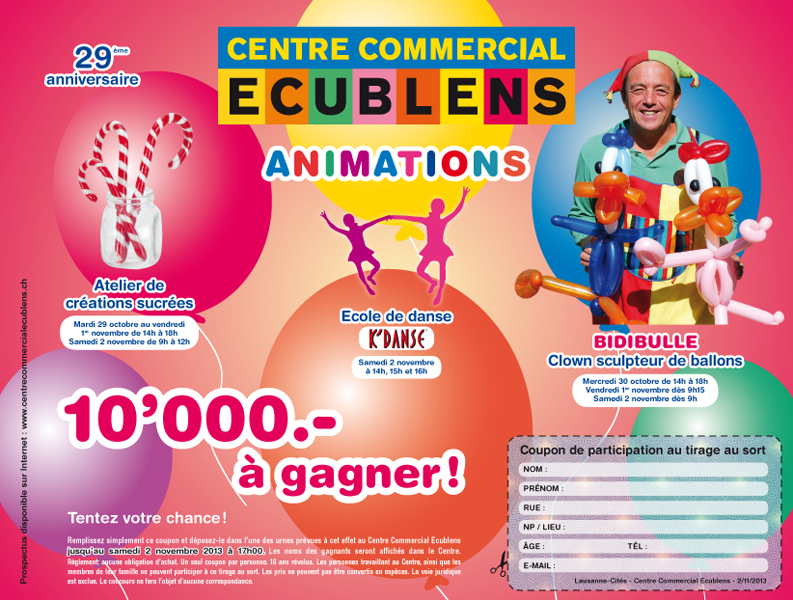 29ème
anniversaire
CENTRE COMMERCIAL
ECUBLENS
ANIMATIONS
Atelier de
créations sucrées
Mardi 29 octobre au vendredi
1er novembre de 14h à 18h
Samedi 2 novembre de 9h à 12h
Ecole de danse
K'DANSE
Samedi 2 novembre
à 14h, 15h et 16h
BIDIBULLE
Clown sculpteur de ballons
Mercredi 30 octobre de 14h à 18h
Vendredi 1er novembre dès 9h15
Samedi 2 novembre dès 9h
10'000.-
à gagner!
Tentez votre chance!
Remplissez simplement ce coupon et déposez-le dans l'une des urnes prévues à cet effet au Centre Commercial Ecublens
jusqu'au samedi 2 novembre 2013 à 17h00. Les noms des gagnants seront affichés dans le Centre.
Règlement: aucune obligation d'achat. Un seul coupon par personne, 18 ans révolus. Les personnes travaillant au Centre, ainsi que les
membres de leur famille ne peuvent participer à ce tirage au sort. Les prix ne peuvent pas être convertis en espèces. La voie juridique
est exclue. Le concours ne fera l'objet d'aucune correspondance.
Coupon de participation au tirage au sort
NOM :
PRÉNOM :
RUE :
NP / LIEU :
ÂGE : TÉL :
E-MAIL :
Lausanne-Cités - Centre Commercial Ecublens - 2/11/2013
Prospectus disponible sur Internet : www.centrecommercialecublens.ch